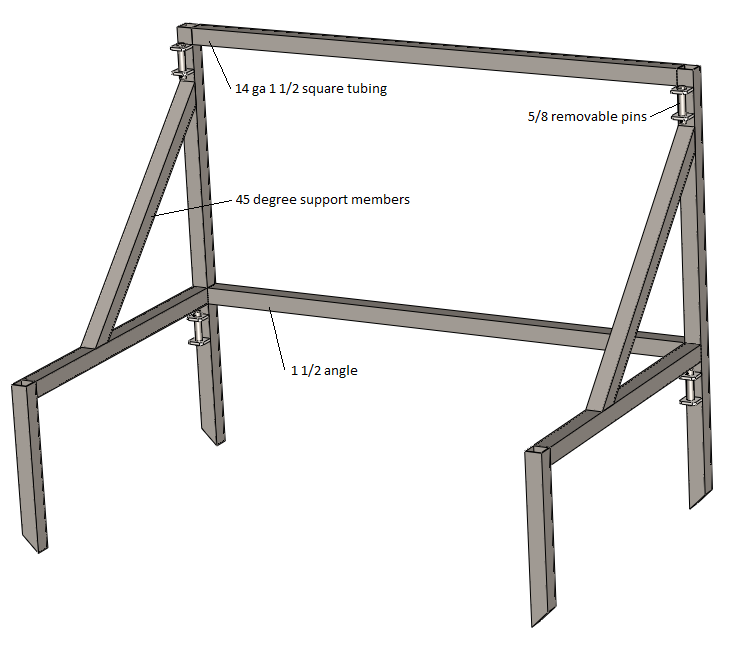 14 ga 1 1/2 square tubing
5/8 removable pins
45 degree support members
1 1/2 angle